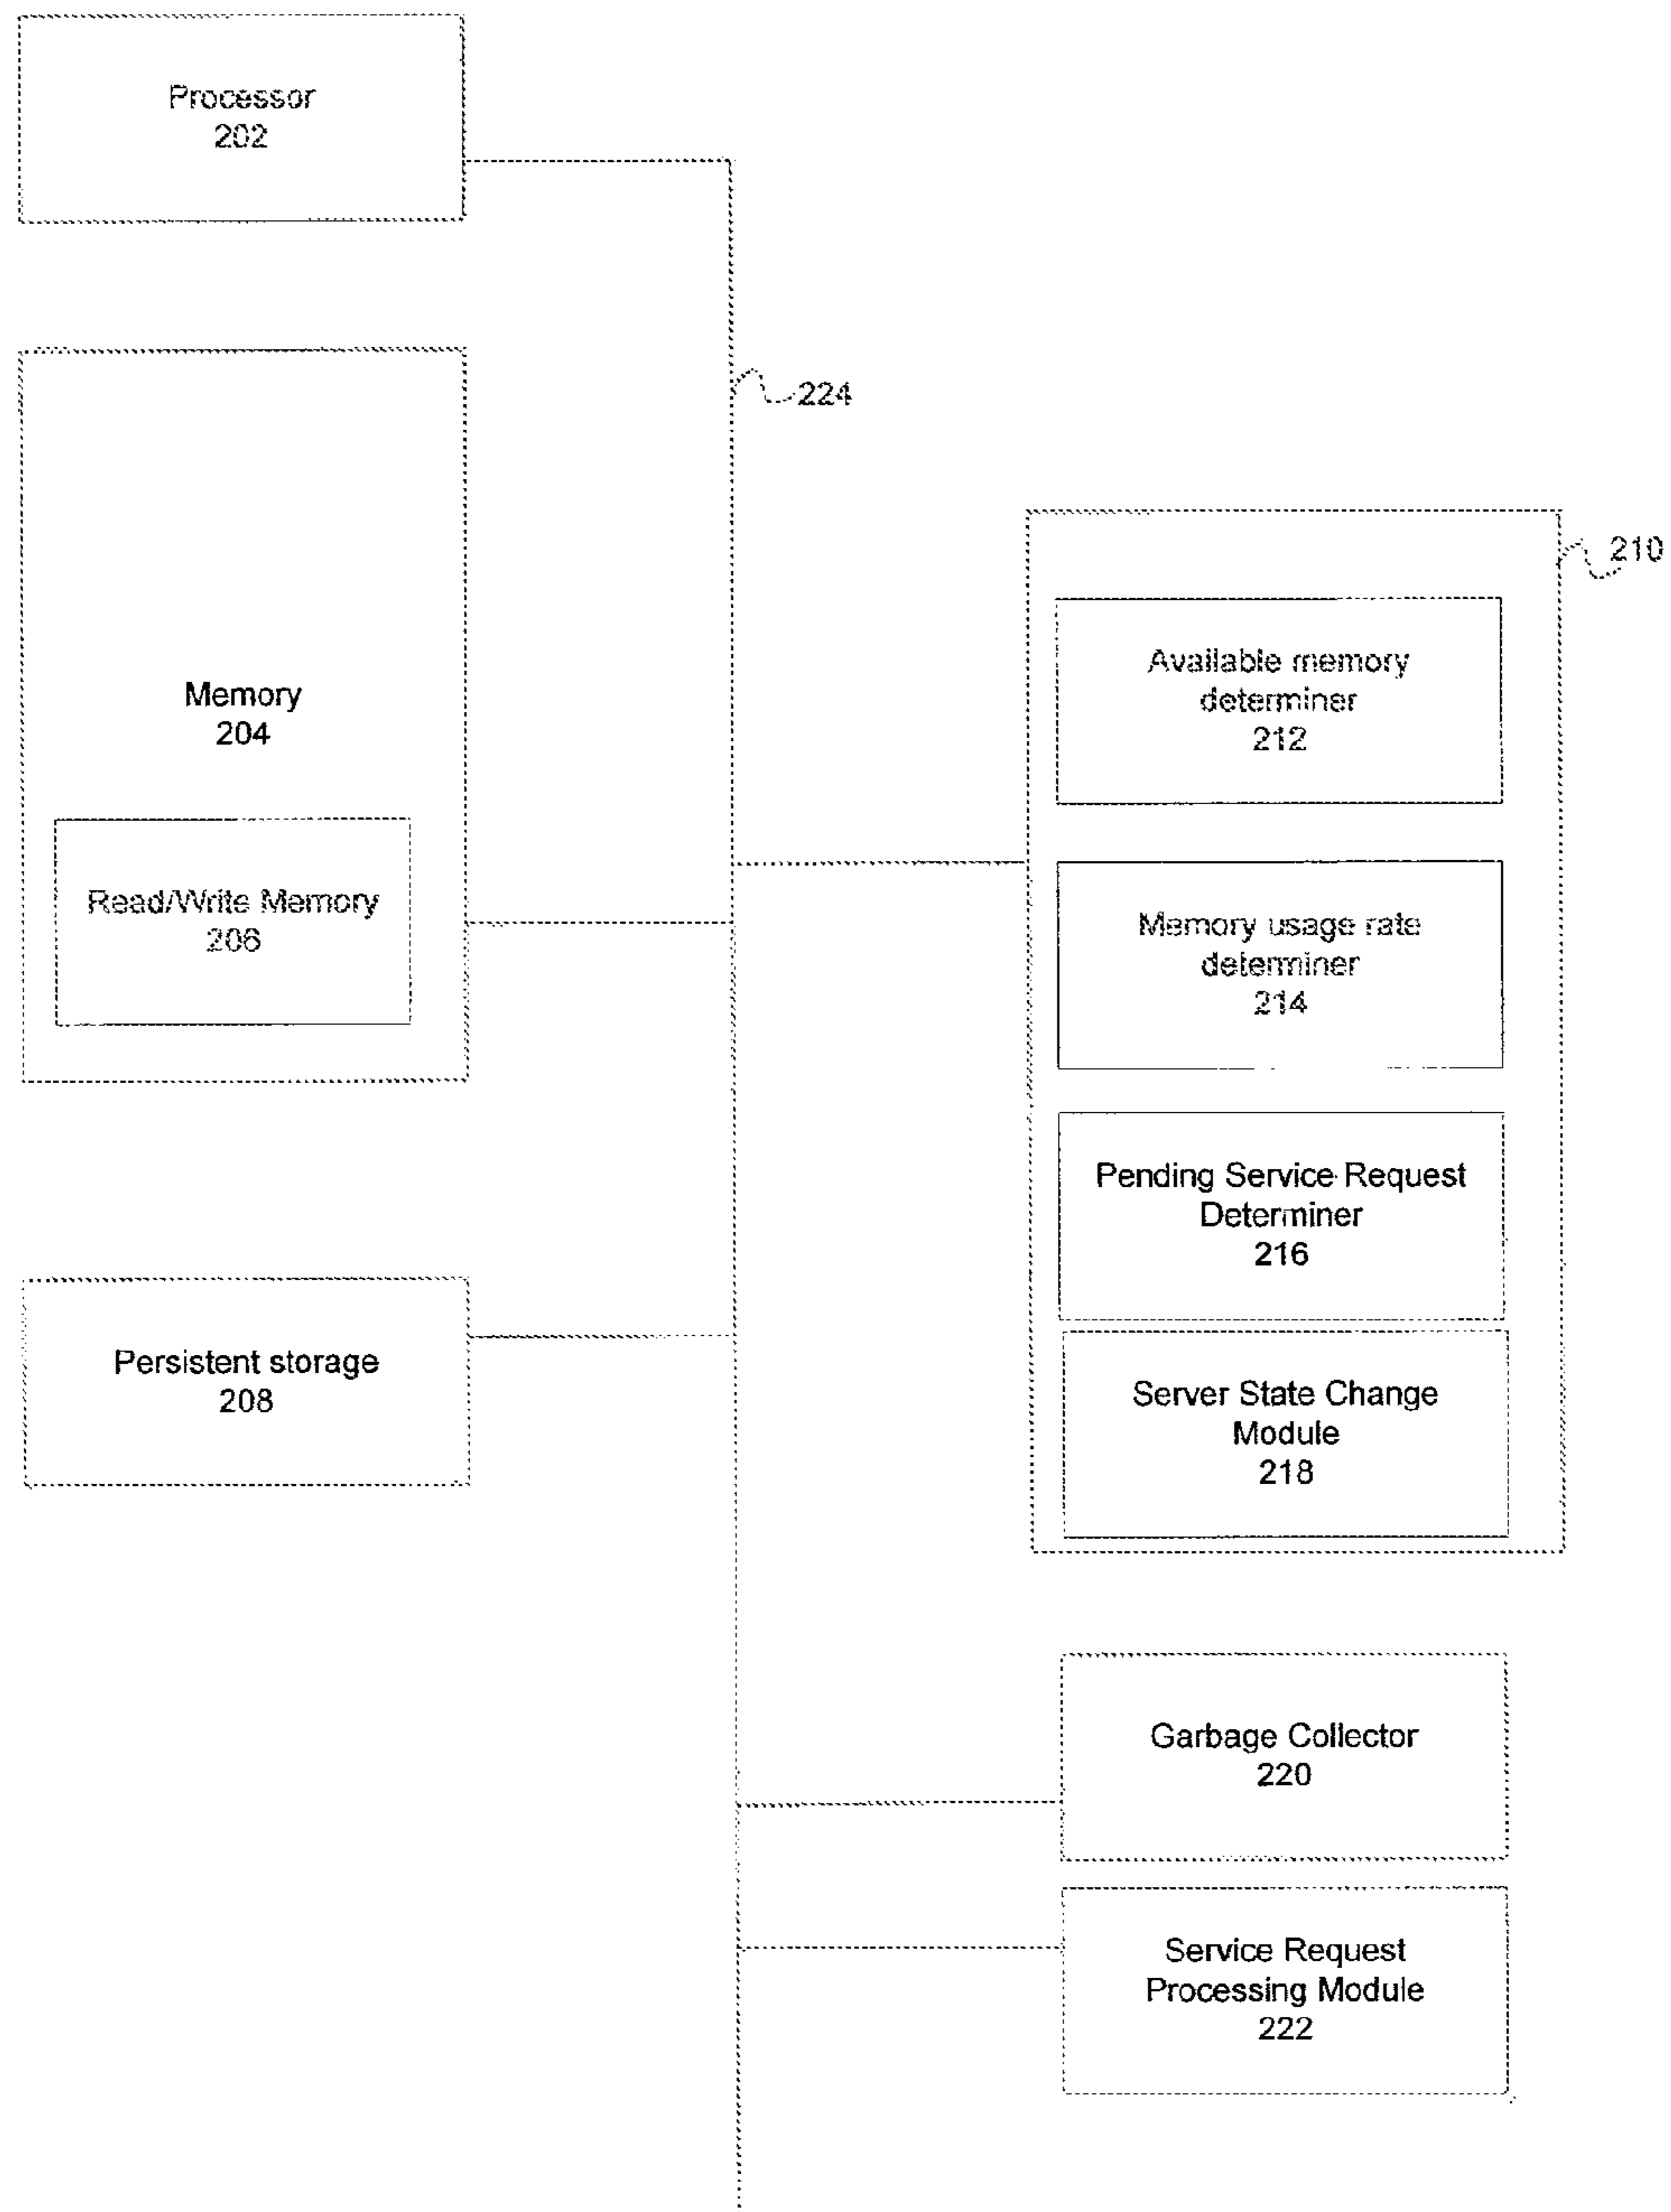 Processor
202
224
210
Available memory
determiner
212
Memory
204
Read/Write Memory
206
Memory usage rate
determiner
214
Pending Service Request
Determiner
216
Persistent storage
208
Server State Change
Module
218
Garbage Collector
220
Service Request
Processing Module
222